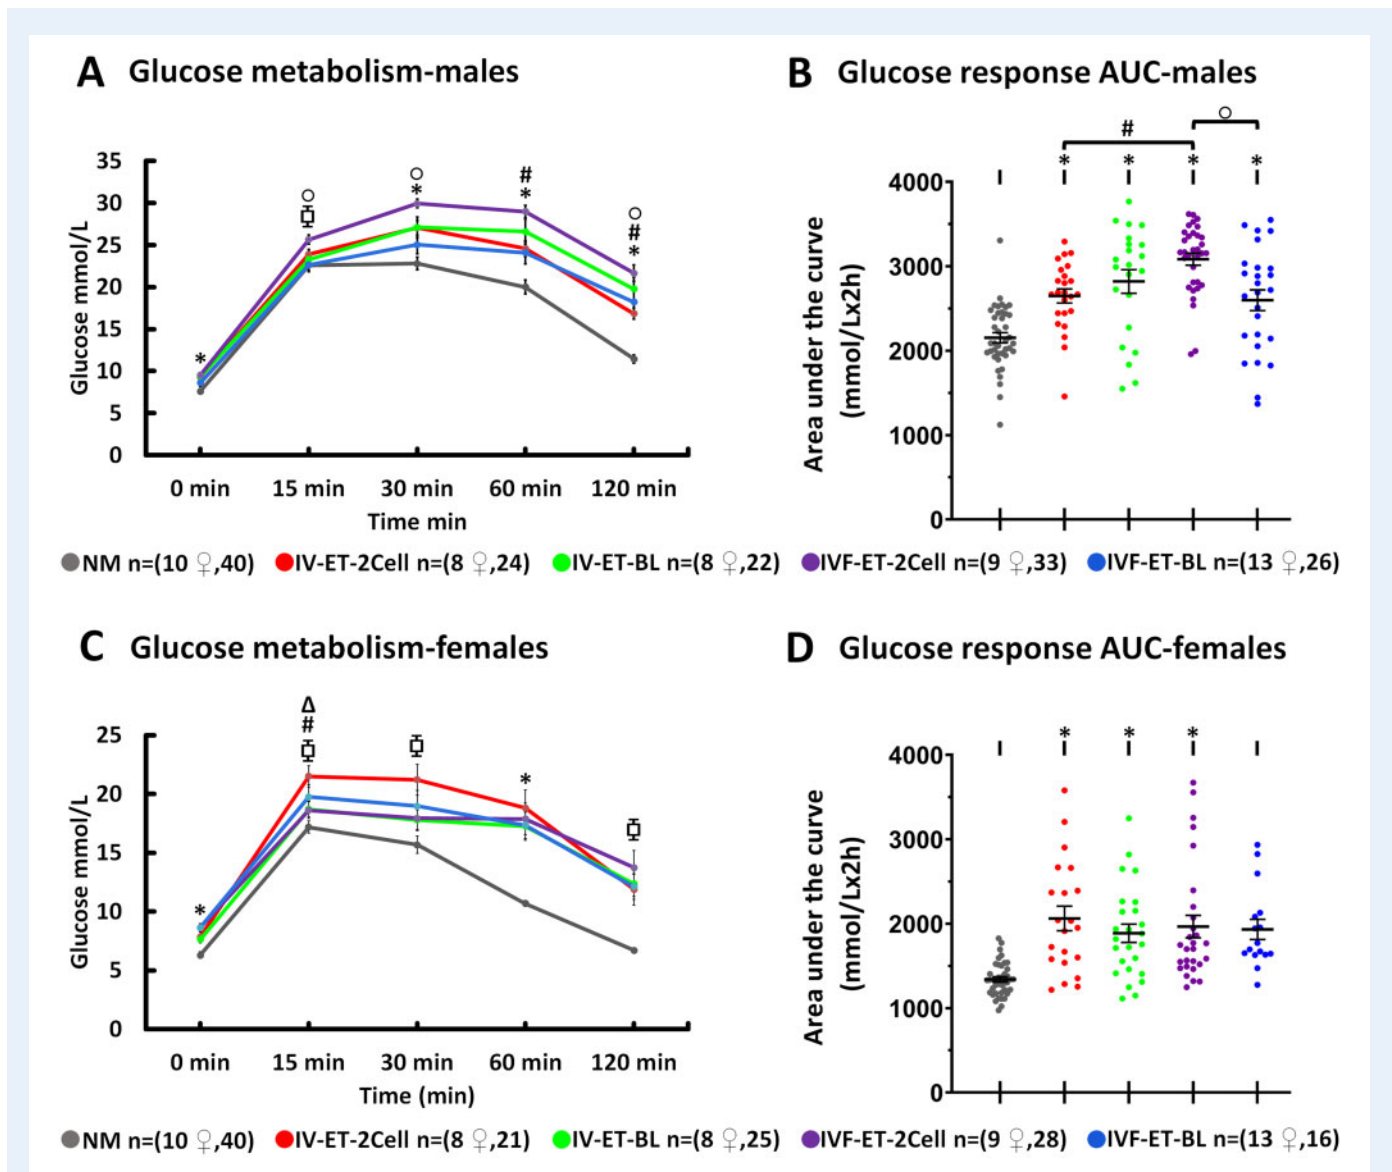 A Glucose metabolism-males
Glucose mmol/L
35
30
25
20
15
10
5
0
○
□
○
*
#
*
○
#
*
*
0 min 15 min 30 min 60 min 120 min
Time min
B Glucose response AUC-males
Area under the curve
(mmol/Lx2h)
# ○
* * * *
4000
3000
2000
1000
0
NM n=(10 ♀,40) IV-ET-2Cell n=(8 ♀,24) IV-ET-BL n=(8 ♀,22) IVF-ET-2Cell n=(9 ♀,33) IVF-ET-BL n=(13 ♀,26)
C Glucose metabolism-females
Glucose mmol/L
25
20
15
10
5
0
Δ
#
□
□
*
□
*
0 min 15 min 30 min 60 min 120 min
Time (min)
D Glucose response AUC-females
Area under the curve
(mmol/Lx2h)
* * *
4000
3000
2000
1000
0
NM n=(10 ♀,40) IV-ET-2Cell n=(8 ♀,21) IV-ET-BL n=(8 ♀,25) IVF-ET-2Cell n=(9 ♀,28) IVF-ET-BL n=(13 ♀,16)